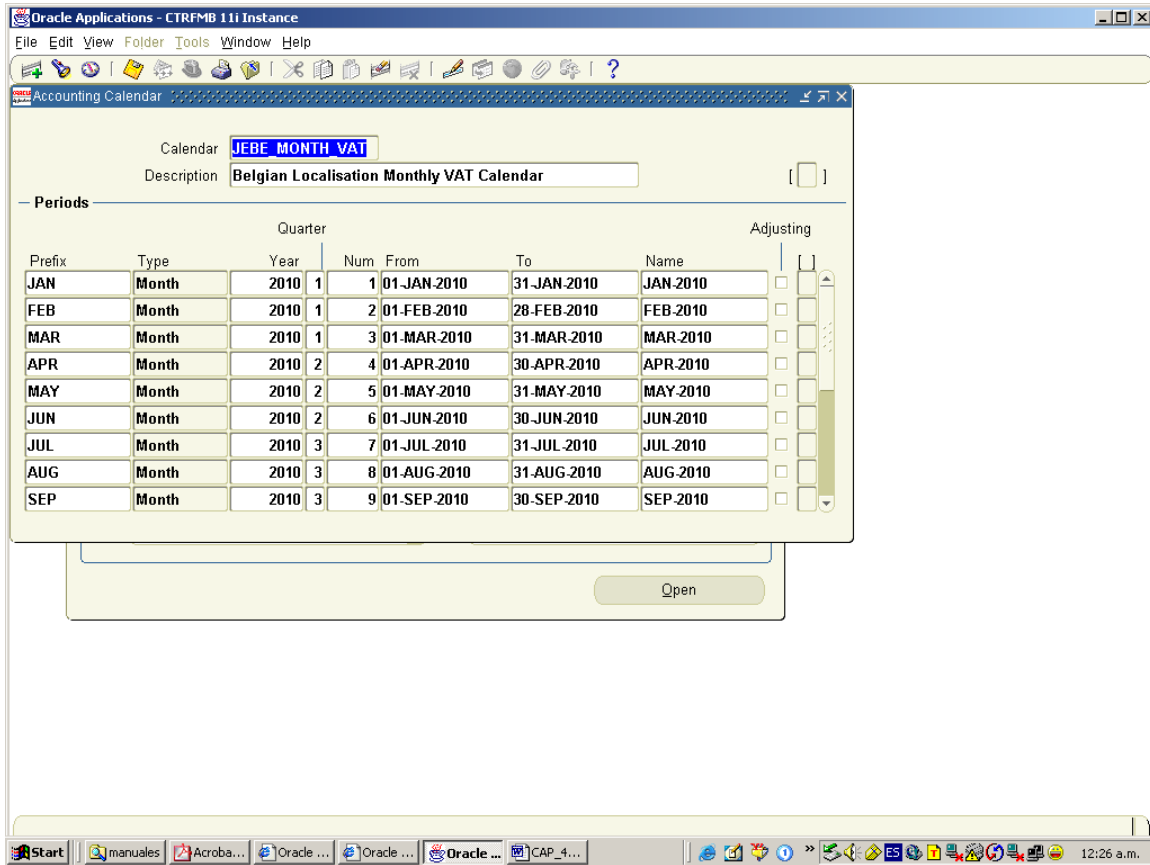 Oracle Applications - CTRFMB 11i Instance
File Edit View Folder Tools Window Help
Accounting Calendar
Calendar JEBE_MONTH_VAT
Description Belgian Localisation Monthly VAT Calendar [ ]
Periods
Quarter Adjusting
Prefix Type Year Num From To Name [ ]
JAN Month 2010 1 1 01-JAN-2010 31-JAN-2010 JAN-2010
FEB Month 2010 1 2 01-FEB-2010 28-FEB-2010 FEB-2010
MAR Month 2010 1 3 01-MAR-2010 31-MAR-2010 MAR-2010
APR Month 2010 2 4 01-APR-2010 30-APR-2010 APR-2010
MAY Month 2010 2 5 01-MAY-2010 31-MAY-2010 MAY-2010
JUN Month 2010 2 6 01-JUN-2010 30-JUN-2010 JUN-2010
JUL Month 2010 3 7 01-JUL-2010 31-JUL-2010 JUL-2010
AUG Month 2010 3 8 01-AUG-2010 31-AUG-2010 AUG-2010
SEP Month 2010 3 9 01-SEP-2010 30-SEP-2010 SEP-2010
Open
Start manuales Acroba... Oracle ... Oracle ... Oracle ... CAP_4... » ES 12:26 a.m.